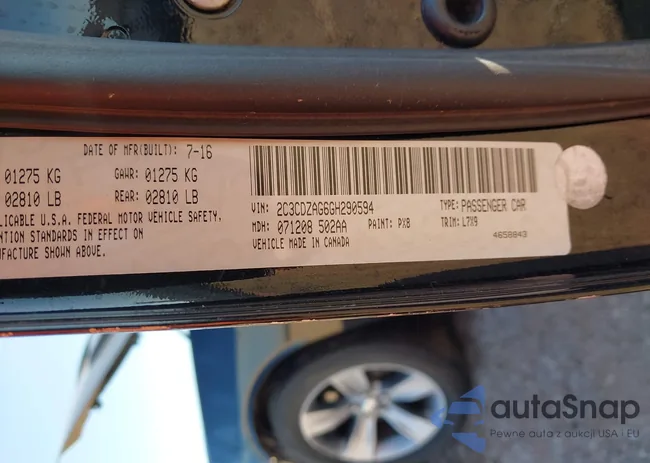 DATE OF MFR(BUILT): 7-16
01275 KG GAWR: 01275 KG
02810 LB REAR: 02810 LB
LICABLE U.S.A. FEDERAL MOTOR VEHICLE SAFETY,
ENTION STANDARDS IN EFFECT ON
UFACTURE SHOWN ABOVE.
VIN: 2C3CDZAG6GH290594 TYPE: PASSENGER CAR
MDH: 071208 502AA PAINT: PX8 TRIM: L7X9
VEHICLE MADE IN CANADA 4658843
autaSnap
Pewne auta z aukcji USA i EU